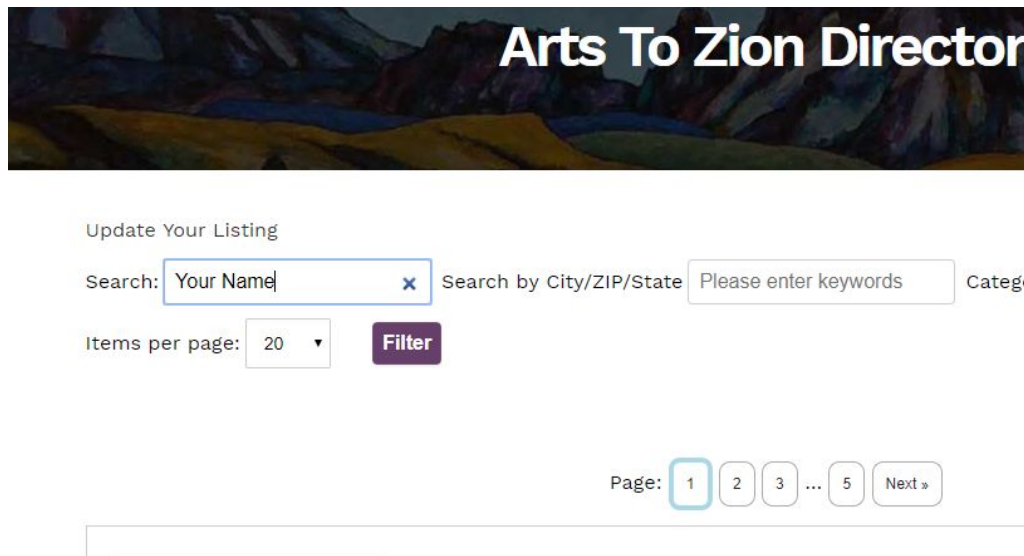 Arts To Zion Director
Update Your Listing
Search: Your Name × Search by City/ZIP/State Please enter keywords Catego
Items per page: 20 ▾ Filter
Page: 1 2 3 ... 5 Next »